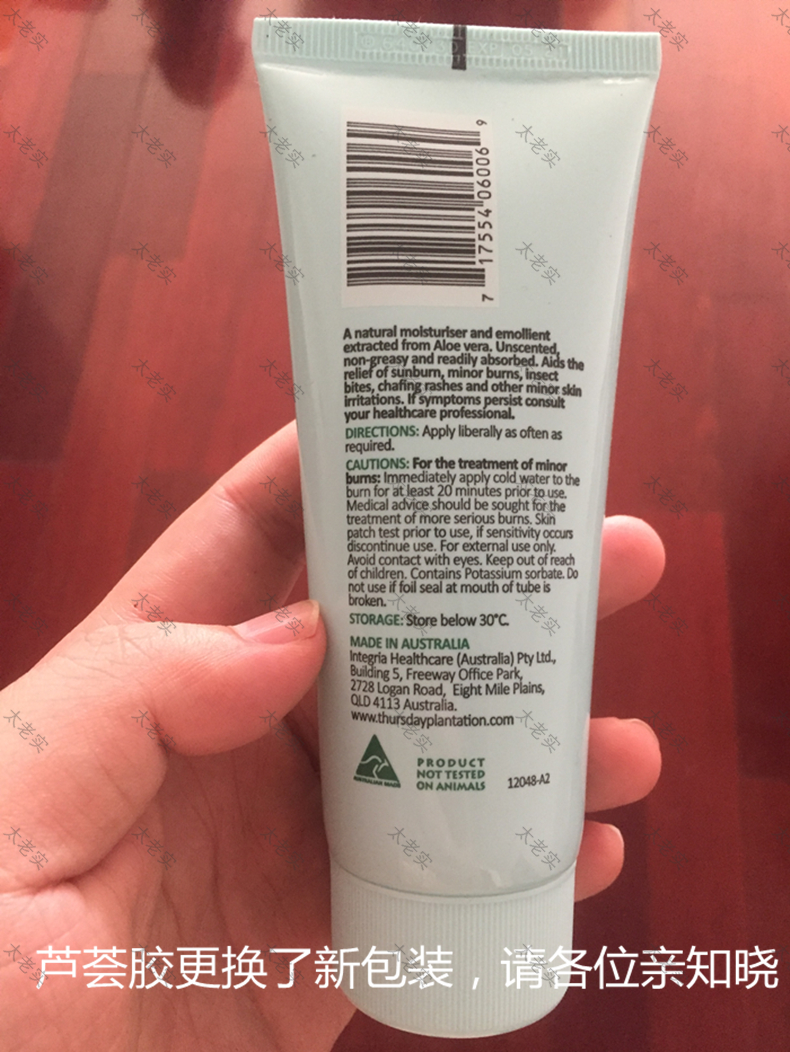 7 17554 06006 9
A natural moisturiser and emollient
extracted from Aloe vera. Unscented,
non-greasy and readily absorbed. Aids the
relief of sunburn, minor burns, insect
bites, chafing rashes and other minor skin
irritations. If symptoms persist consult
your healthcare professional.
DIRECTIONS: Apply liberally as often as
required.
CAUTIONS: For the treatment of minor
burns: Immediately apply cold water to the
burn for at least 20 minutes prior to use.
Medical advice should be sought for the
treatment of more serious burns. Skin
patch test prior to use, if sensitivity occurs
discontinue use. For external use only.
Avoid contact with eyes. Keep out of reach
of children. Contains Potassium sorbate. Do
not use if foil seal at mouth of tube is
broken.
STORAGE: Store below 30°C.
MADE IN AUSTRALIA
Integria Healthcare (Australia) Pty Ltd.,
Building 5, Freeway Office Park,
2728 Logan Road, Eight Mile Plains,
QLD 4113 Australia.
www.thursdayplantation.com
AUSTRALIAN MADE
PRODUCT
NOT TESTED
ON ANIMALS
12048-A2
芦荟胶更换了新包装，请各位亲知晓
太老实